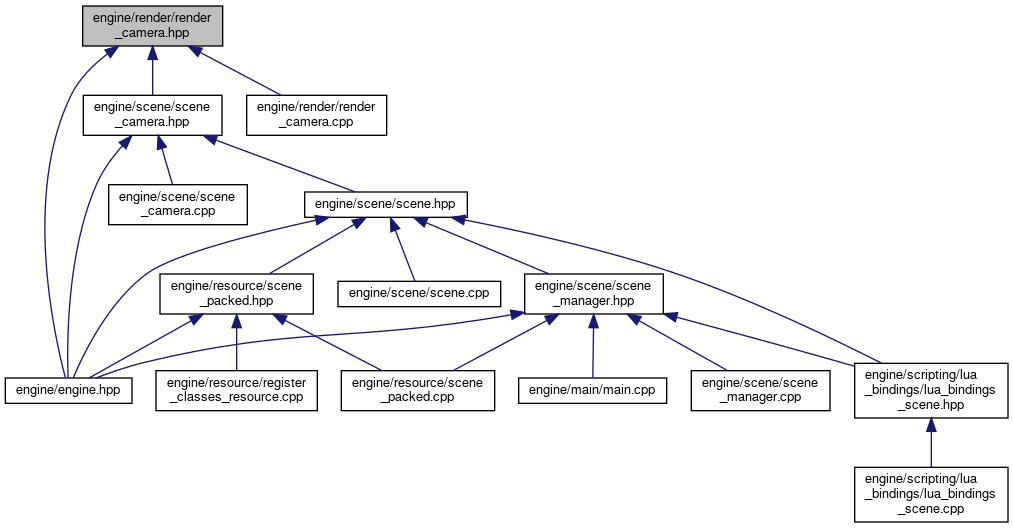 engine/render/render
_camera.hpp
engine/scene/scene
_camera.hpp
engine/render/render
_camera.cpp
engine/scene/scene
_camera.cpp
engine/scene/scene.hpp
engine/resource/scene
_packed.hpp
engine/scene/scene.cpp
engine/scene/scene
_manager.hpp
engine/engine.hpp
engine/resource/register
_classes_resource.cpp
engine/resource/scene
_packed.cpp
engine/main/main.cpp
engine/scene/scene
_manager.cpp
engine/scripting/lua
_bindings/lua_bindings
_scene.hpp
engine/scripting/lua
_bindings/lua_bindings
_scene.cpp